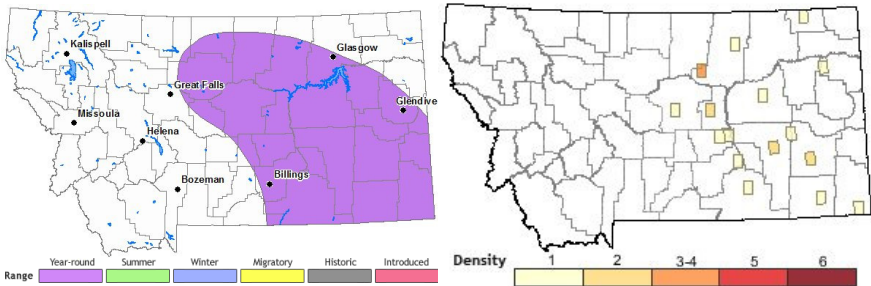 Kalispell
Glasgow
Great Falls
Glendive
Missoula
Helena
Bozeman
Billings
Year-round Summer Winter Migratory Historic Introduced
Range
Density 1 2 3-4 5 6